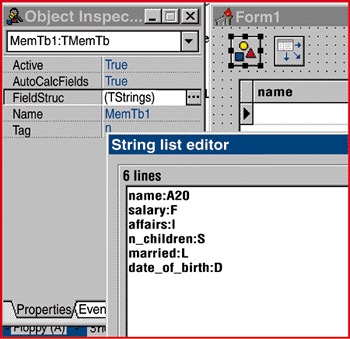 Object Inspec...
MemTb1:TMemTb
Active True
AutoCalcFields True
FieldStruc (TStrings) ...
Name MemTb1
Tag
Properties Even
Floppy (A)
Form1
name
String list editor
6 lines
name:A20
salary:F
affairs:I
n_children:S
married:L
date_of_birth:D